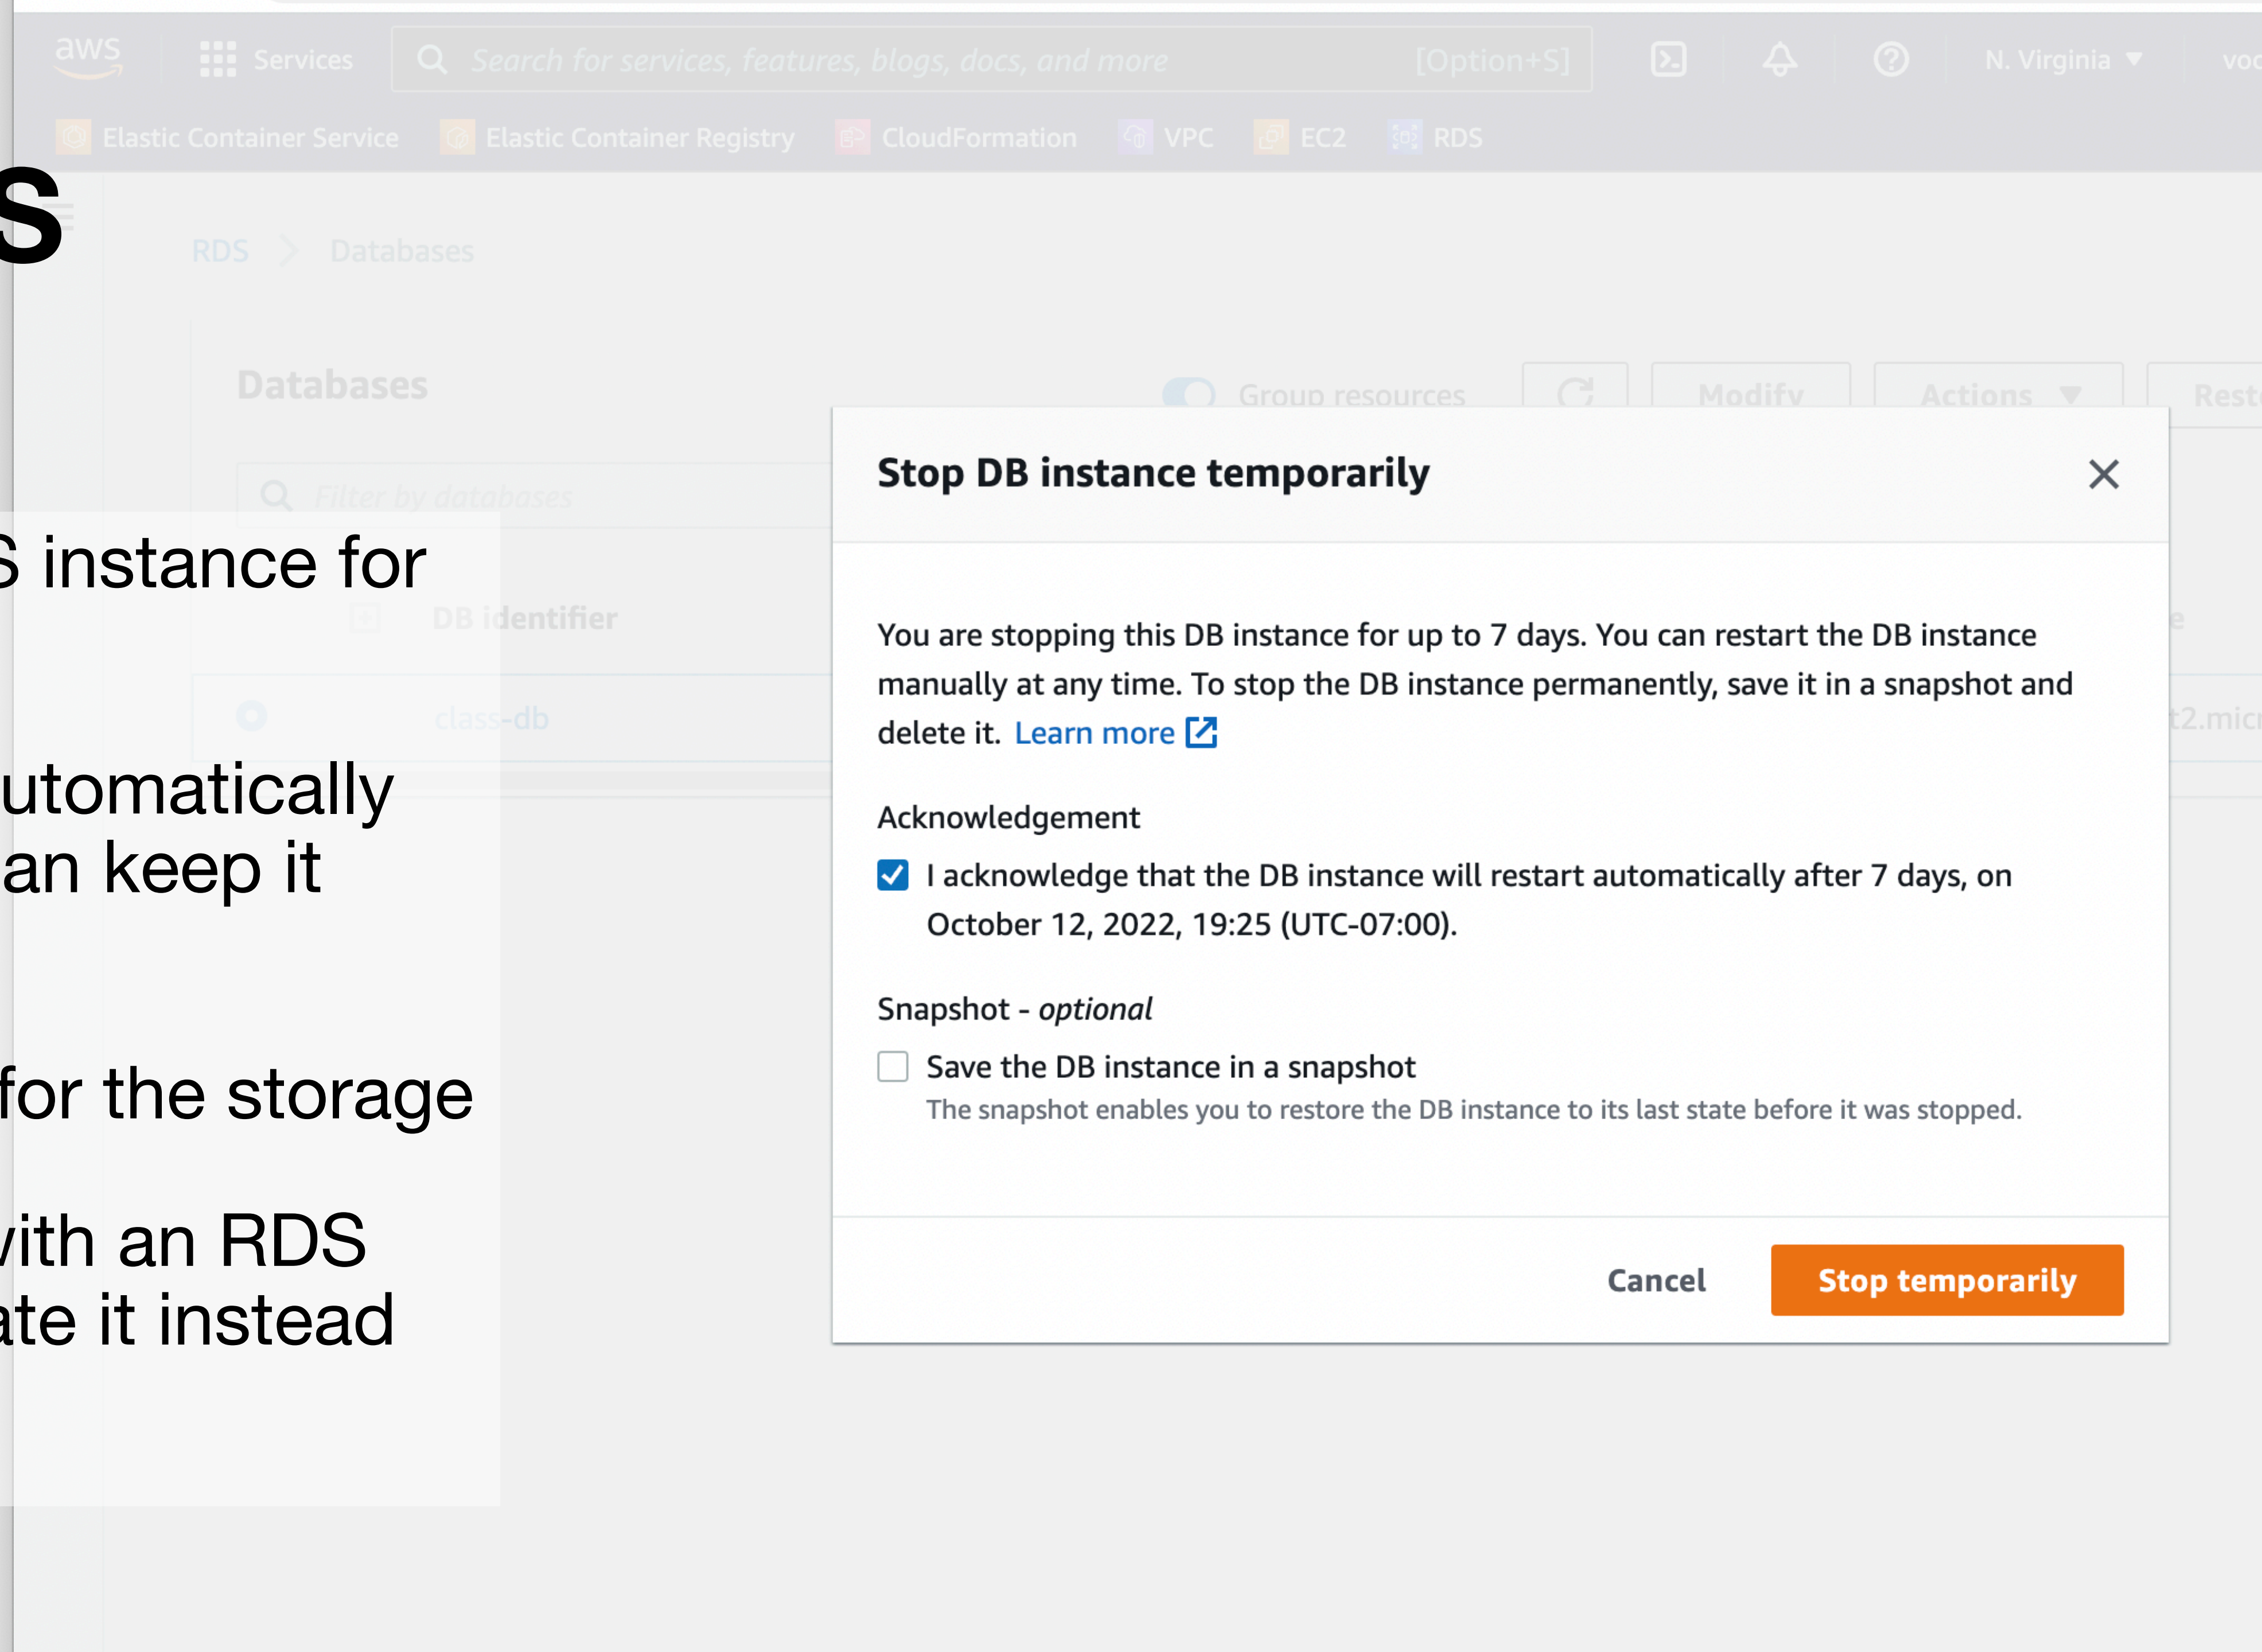 aws
Services
Search for services, features, blogs, docs, and more
[Option+S]
N. Virginia
Elastic Container Service
Elastic Container Registry
CloudFormation
VPC
EC2
RDS
s
RDS
Databases
Databases
Group resources
Modify
Actions
Filter by databases
Stop DB instance temporarily
S instance for
DB identifier
You are stopping this DB instance for up to 7 days. You can restart the DB instance
manually at any time. To stop the DB instance permanently, save it in a snapshot and
delete it. Learn more
class-db
utomatically
an keep it
Acknowledgement
I acknowledge that the DB instance will restart automatically after 7 days, on
October 12, 2022, 19:25 (UTC-07:00).
Snapshot - optional
Save the DB instance in a snapshot
The snapshot enables you to restore the DB instance to its last state before it was stopped.
for the storage
with an RDS
ate it instead
Cancel
Stop temporarily